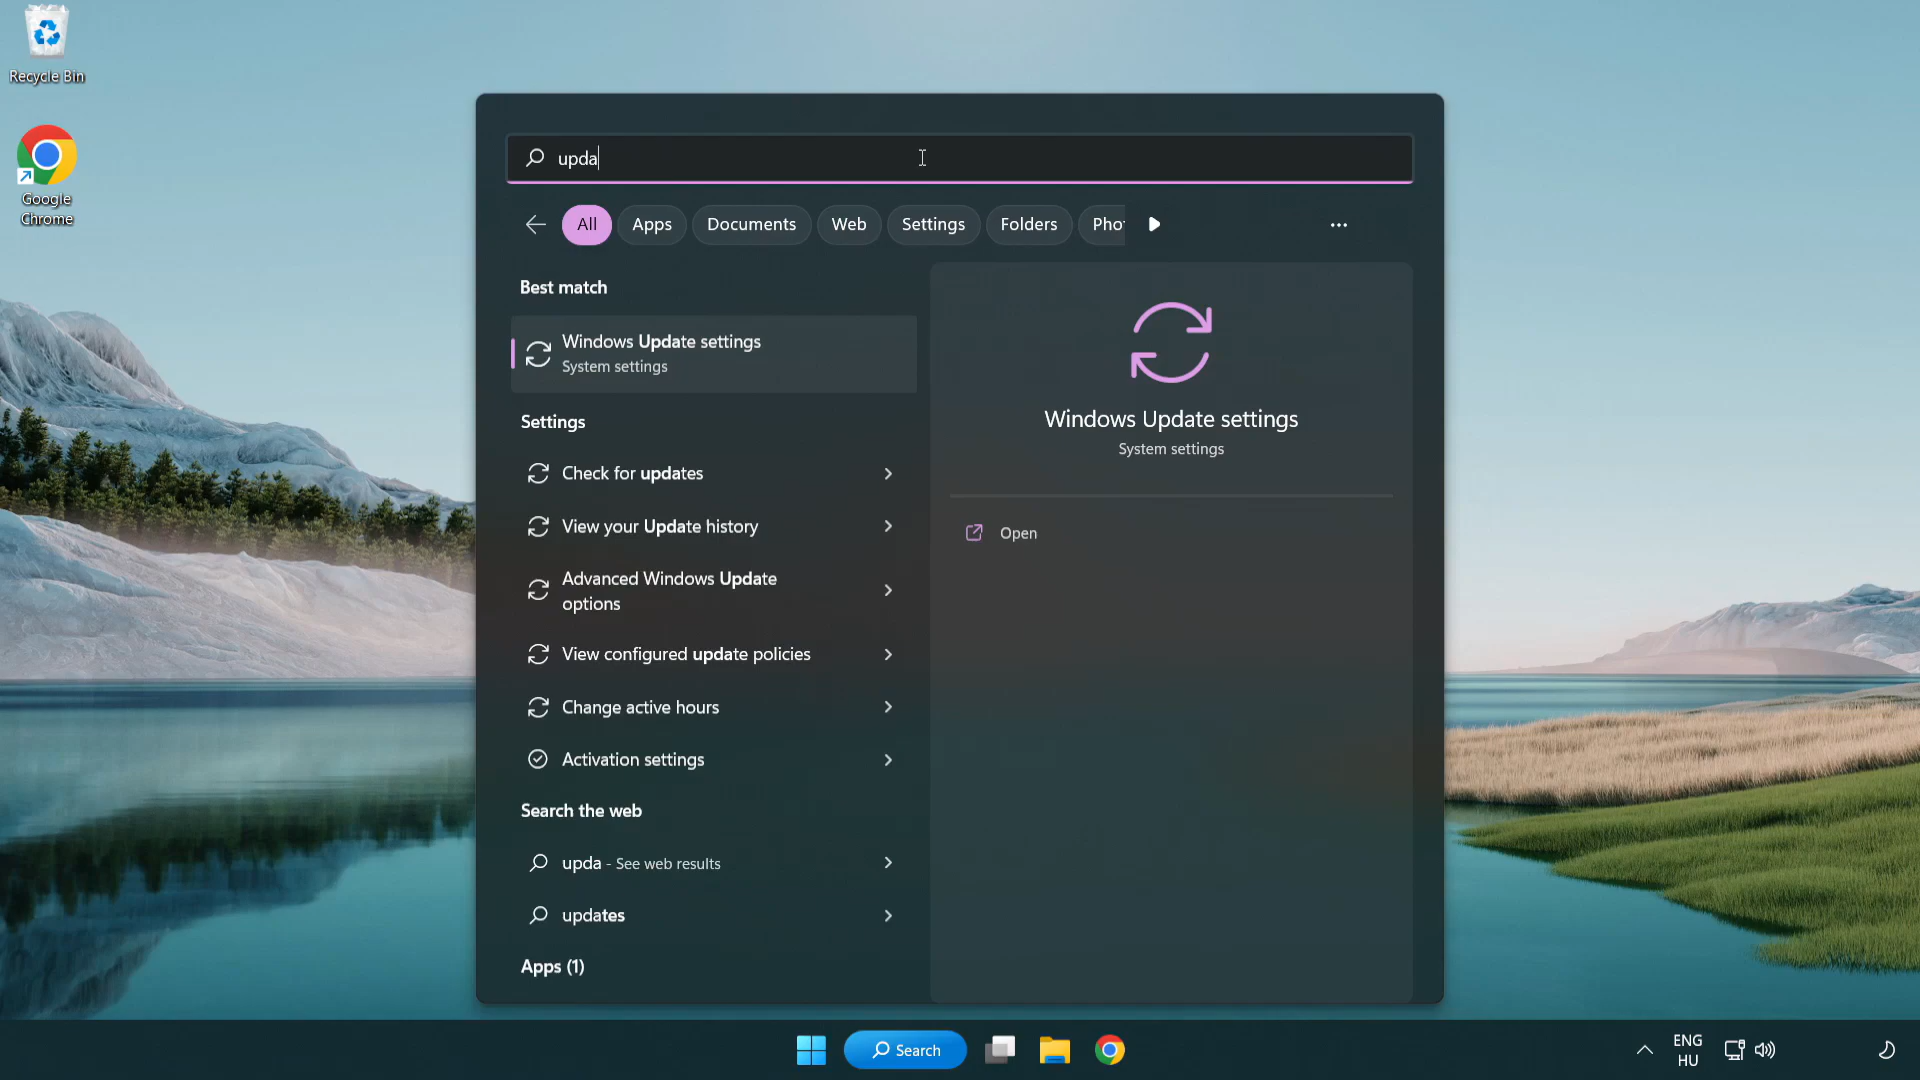 Recycle Bin
Google
Chrome
upda
All
Apps
Documents
Web
Settings
Folders
Pho
Best match
Windows Update settings
System settings
Settings
Check for updates
View your Update history
Advanced Windows Update
options
View configured update policies
Change active hours
Activation settings
Search the web
upda - See web results
updates
Apps (1)
Windows Update settings
System settings
Open
Search
ENG
HU